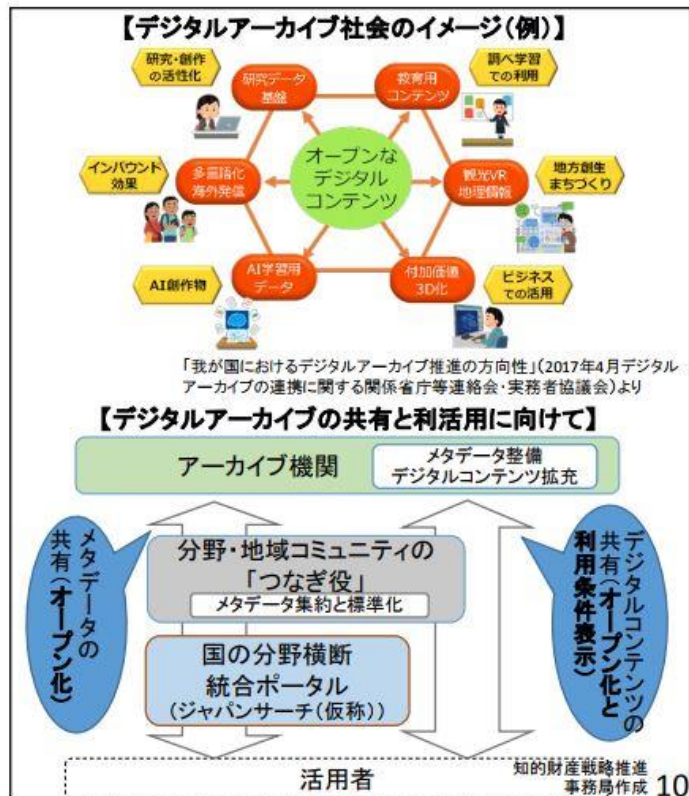 【デジタルアーカイブ社会のイメージ(例)】
研究・創作
の活性化
研究データ
基盤
教育用
コンテンツ
調べ学習
での利用
インバウンド
効果
多言語化
海外発信
オープンな
デジタル
コンテンツ
観光VR
地理情報
地方創生
まちづくり
AI創作物
AI学習用
データ
付加価値
3D化
ビジネス
での活用
「我が国におけるデジタルアーカイブ推進の方向性」(2017年4月デジタル
アーカイブの連携に関する関係省庁等連絡会・実務者協議会)より
【デジタルアーカイブの共有と利活用に向けて】
アーカイブ機関
メタデータ整備
デジタルコンテンツ拡充
メタデータの
共有(オープン化)
分野・地域コミュニティの
「つなぎ役」
メタデータ集約と標準化
国の分野横断
統合ポータル
(ジャパンサーチ(仮称))
デジタルコンテンツの
共有(オープン化と
利用条件表示)
活用者
知的財産戦略推進
事務局作成
10